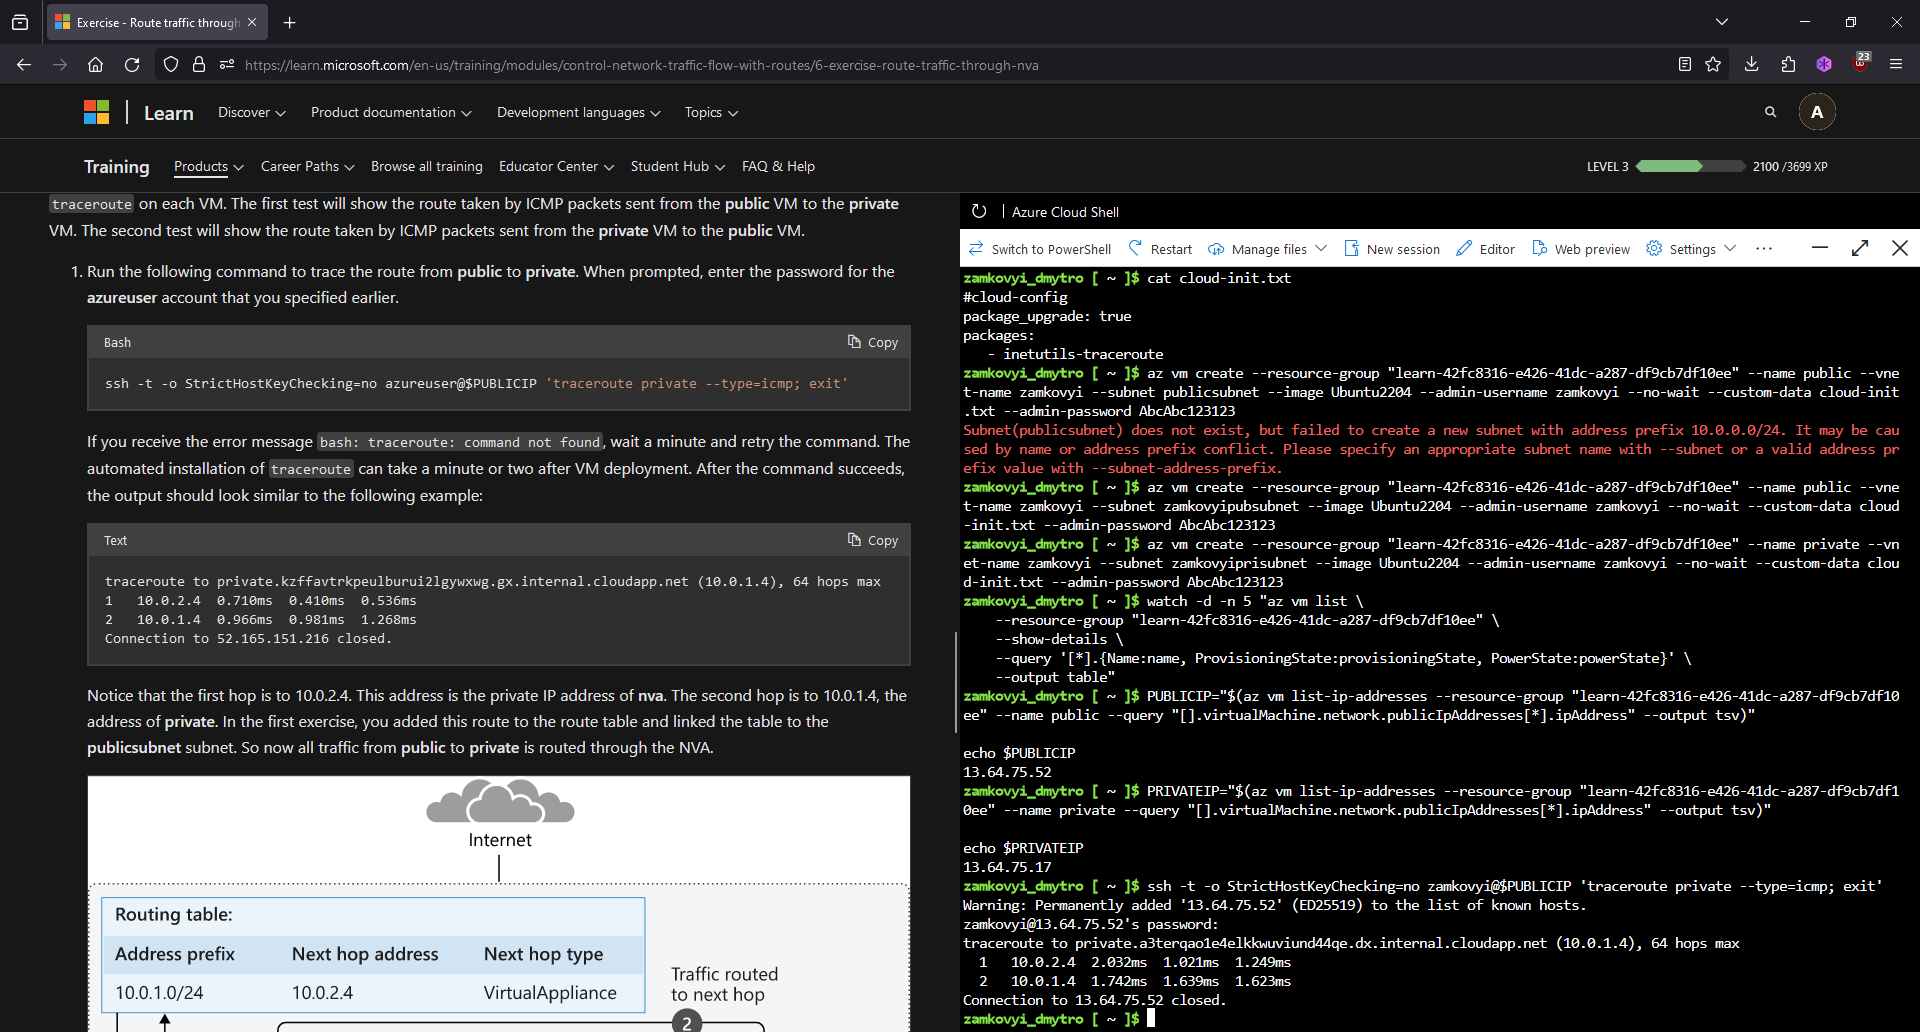 Exercise - Route traffic through
https://learn.microsoft.com/en-us/training/modules/control-network-traffic-flow-with-routes/6-exercise-route-traffic-through-nva
23
Learn
Discover
Product documentation
Development languages
Topics
A
Training
Products
Career Paths
Browse all training
Educator Center
Student Hub
FAQ & Help
LEVEL 3
2100 /3699 XP
traceroute on each VM. The first test will show the route taken by ICMP packets sent from the public VM to the private
VM. The second test will show the route taken by ICMP packets sent from the private VM to the public VM.
1. Run the following command to trace the route from public to private. When prompted, enter the password for the
azureuser account that you specified earlier.
Bash
Copy
ssh -t -o StrictHostKeyChecking=no azureuser@$PUBLICIP 'traceroute private --type=icmp; exit'
If you receive the error message bash: traceroute: command not found, wait a minute and retry the command. The
automated installation of traceroute can take a minute or two after VM deployment. After the command succeeds,
the output should look similar to the following example:
Text
Copy
traceroute to private.kzffavtrkpeulburui2lgywxwg.gx.internal.cloudapp.net (10.0.1.4), 64 hops max
1   10.0.2.4  0.710ms  0.410ms  0.536ms
2   10.0.1.4  0.966ms  0.981ms  1.268ms
Connection to 52.165.151.216 closed.
Notice that the first hop is to 10.0.2.4. This address is the private IP address of nva. The second hop is to 10.0.1.4, the
address of private. In the first exercise, you added this route to the route table and linked the table to the
publicsubnet subnet. So now all traffic from public to private is routed through the NVA.
Internet
Routing table:
Address prefix
Next hop address
Next hop type
10.0.1.0/24
10.0.2.4
VirtualAppliance
Traffic routed
to next hop
2
Azure Cloud Shell
Switch to PowerShell
Restart
Manage files
New session
Editor
Web preview
Settings
zamkovyi_dmytro [ ~ ]$ cat cloud-init.txt
#cloud-config
package_upgrade: true
packages:
   - inetutils-traceroute
zamkovyi_dmytro [ ~ ]$ az vm create --resource-group "learn-42fc8316-e426-41dc-a287-df9cb7df10ee" --name public --vne
t-name zamkovyi --subnet publicsubnet --image Ubuntu2204 --admin-username zamkovyi --no-wait --custom-data cloud-init
.txt --admin-password AbcAbc123123
Subnet(publicsubnet) does not exist, but failed to create a new subnet with address prefix 10.0.0.0/24. It may be cau
sed by name or address prefix conflict. Please specify an appropriate subnet name with --subnet or a valid address pr
efix value with --subnet-address-prefix.
zamkovyi_dmytro [ ~ ]$ az vm create --resource-group "learn-42fc8316-e426-41dc-a287-df9cb7df10ee" --name public --vne
t-name zamkovyi --subnet zamkovyipubsubnet --image Ubuntu2204 --admin-username zamkovyi --no-wait --custom-data cloud
-init.txt --admin-password AbcAbc123123
zamkovyi_dmytro [ ~ ]$ az vm create --resource-group "learn-42fc8316-e426-41dc-a287-df9cb7df10ee" --name private --vn
et-name zamkovyi --subnet zamkovyiprisubnet --image Ubuntu2204 --admin-username zamkovyi --no-wait --custom-data clou
d-init.txt --admin-password AbcAbc123123
zamkovyi_dmytro [ ~ ]$ watch -d -n 5 "az vm list \
    --resource-group "learn-42fc8316-e426-41dc-a287-df9cb7df10ee" \
    --show-details \
    --query '[*].{Name:name, ProvisioningState:provisioningState, PowerState:powerState}' \
    --output table"
zamkovyi_dmytro [ ~ ]$ PUBLICIP="$(az vm list-ip-addresses --resource-group "learn-42fc8316-e426-41dc-a287-df9cb7df10
ee" --name public --query "[].virtualMachine.network.publicIpAddresses[*].ipAddress" --output tsv)"
echo $PUBLICIP
13.64.75.52
zamkovyi_dmytro [ ~ ]$ PRIVATEIP="$(az vm list-ip-addresses --resource-group "learn-42fc8316-e426-41dc-a287-df9cb7df1
0ee" --name private --query "[].virtualMachine.network.publicIpAddresses[*].ipAddress" --output tsv)"
echo $PRIVATEIP
13.64.75.17
zamkovyi_dmytro [ ~ ]$ ssh -t -o StrictHostKeyChecking=no zamkovyi@$PUBLICIP 'traceroute private --type=icmp; exit'
Warning: Permanently added '13.64.75.52' (ED25519) to the list of known hosts.
zamkovyi@13.64.75.52's password:
traceroute to private.a3terqao1e4elkkwuviund44qe.dx.internal.cloudapp.net (10.0.1.4), 64 hops max
  1   10.0.2.4  2.032ms  1.021ms  1.249ms
  2   10.0.1.4  1.742ms  1.639ms  1.623ms
Connection to 13.64.75.52 closed.
zamkovyi_dmytro [ ~ ]$